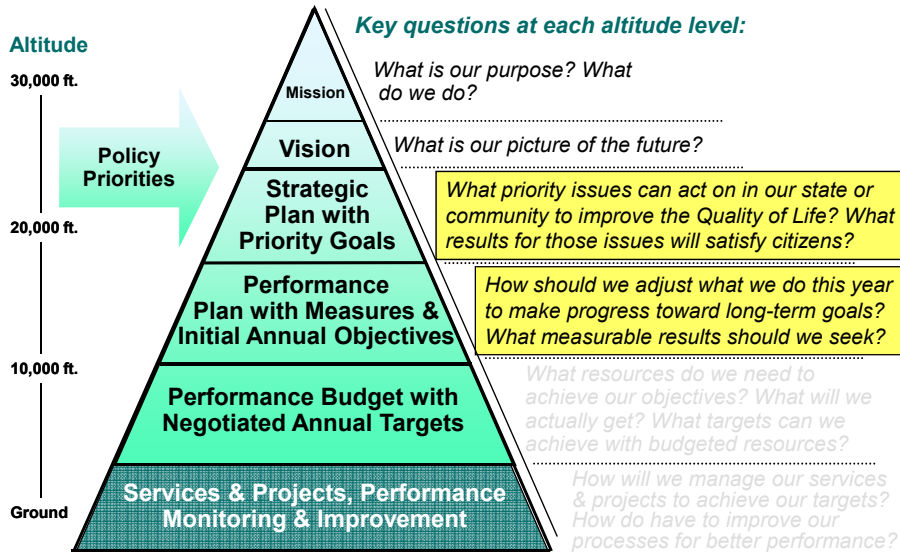 Key questions at each altitude level:
Altitude
30,000 ft.
20,000 ft.
10,000 ft.
Ground
Policy
Priorities
Mission
What is our purpose? What
do we do?
Vision
What is our picture of the future?
Strategic
Plan with
Priority Goals
What priority issues can act on in our state or
community to improve the Quality of Life? What
results for those issues will satisfy citizens?
Performance
Plan with Measures &
Initial Annual Objectives
How should we adjust what we do this year
to make progress toward long-term goals?
What measurable results should we seek?
Performance Budget with
Negotiated Annual Targets
What resources do we need to
achieve our objectives? What will we
actually get? What targets can we
achieve with budgeted resources?
Services & Projects, Performance
Monitoring & Improvement
How will we manage our services
& projects to achieve our targets?
How do have to improve our
processes for better performance?